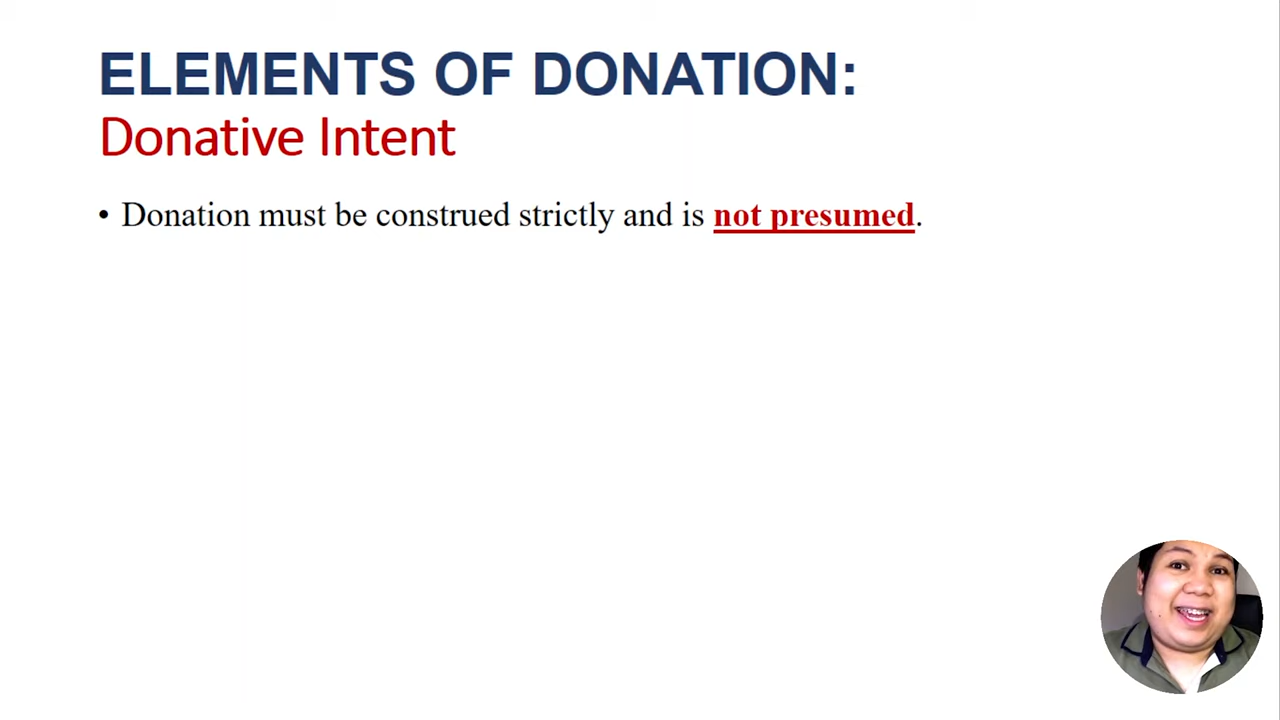 ELEMENTS OF DONATION:
Donative Intent
• Donation must be construed strictly and is not presumed.